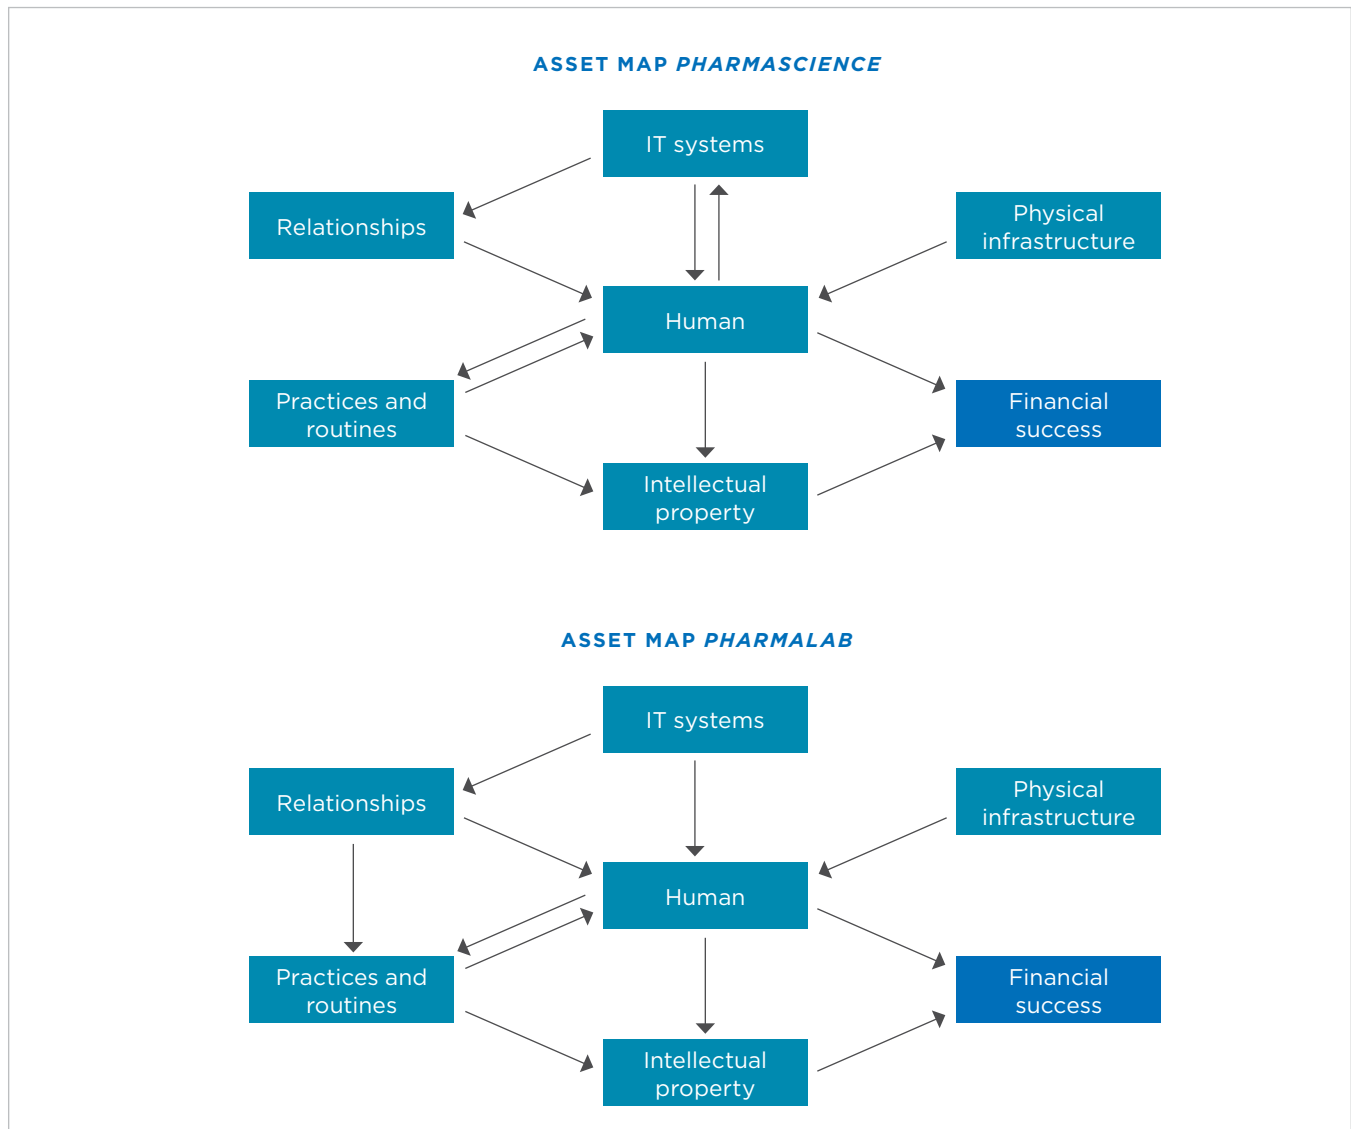 ASSET MAP PHARMASCIENCE
IT systems
Relationships
Physical
infrastructure
Human
Practices and
routines
Financial
success
Intellectual
property
ASSET MAP PHARMALAB
IT systems
Relationships
Physical
infrastructure
Human
Practices and
routines
Financial
success
Intellectual
property